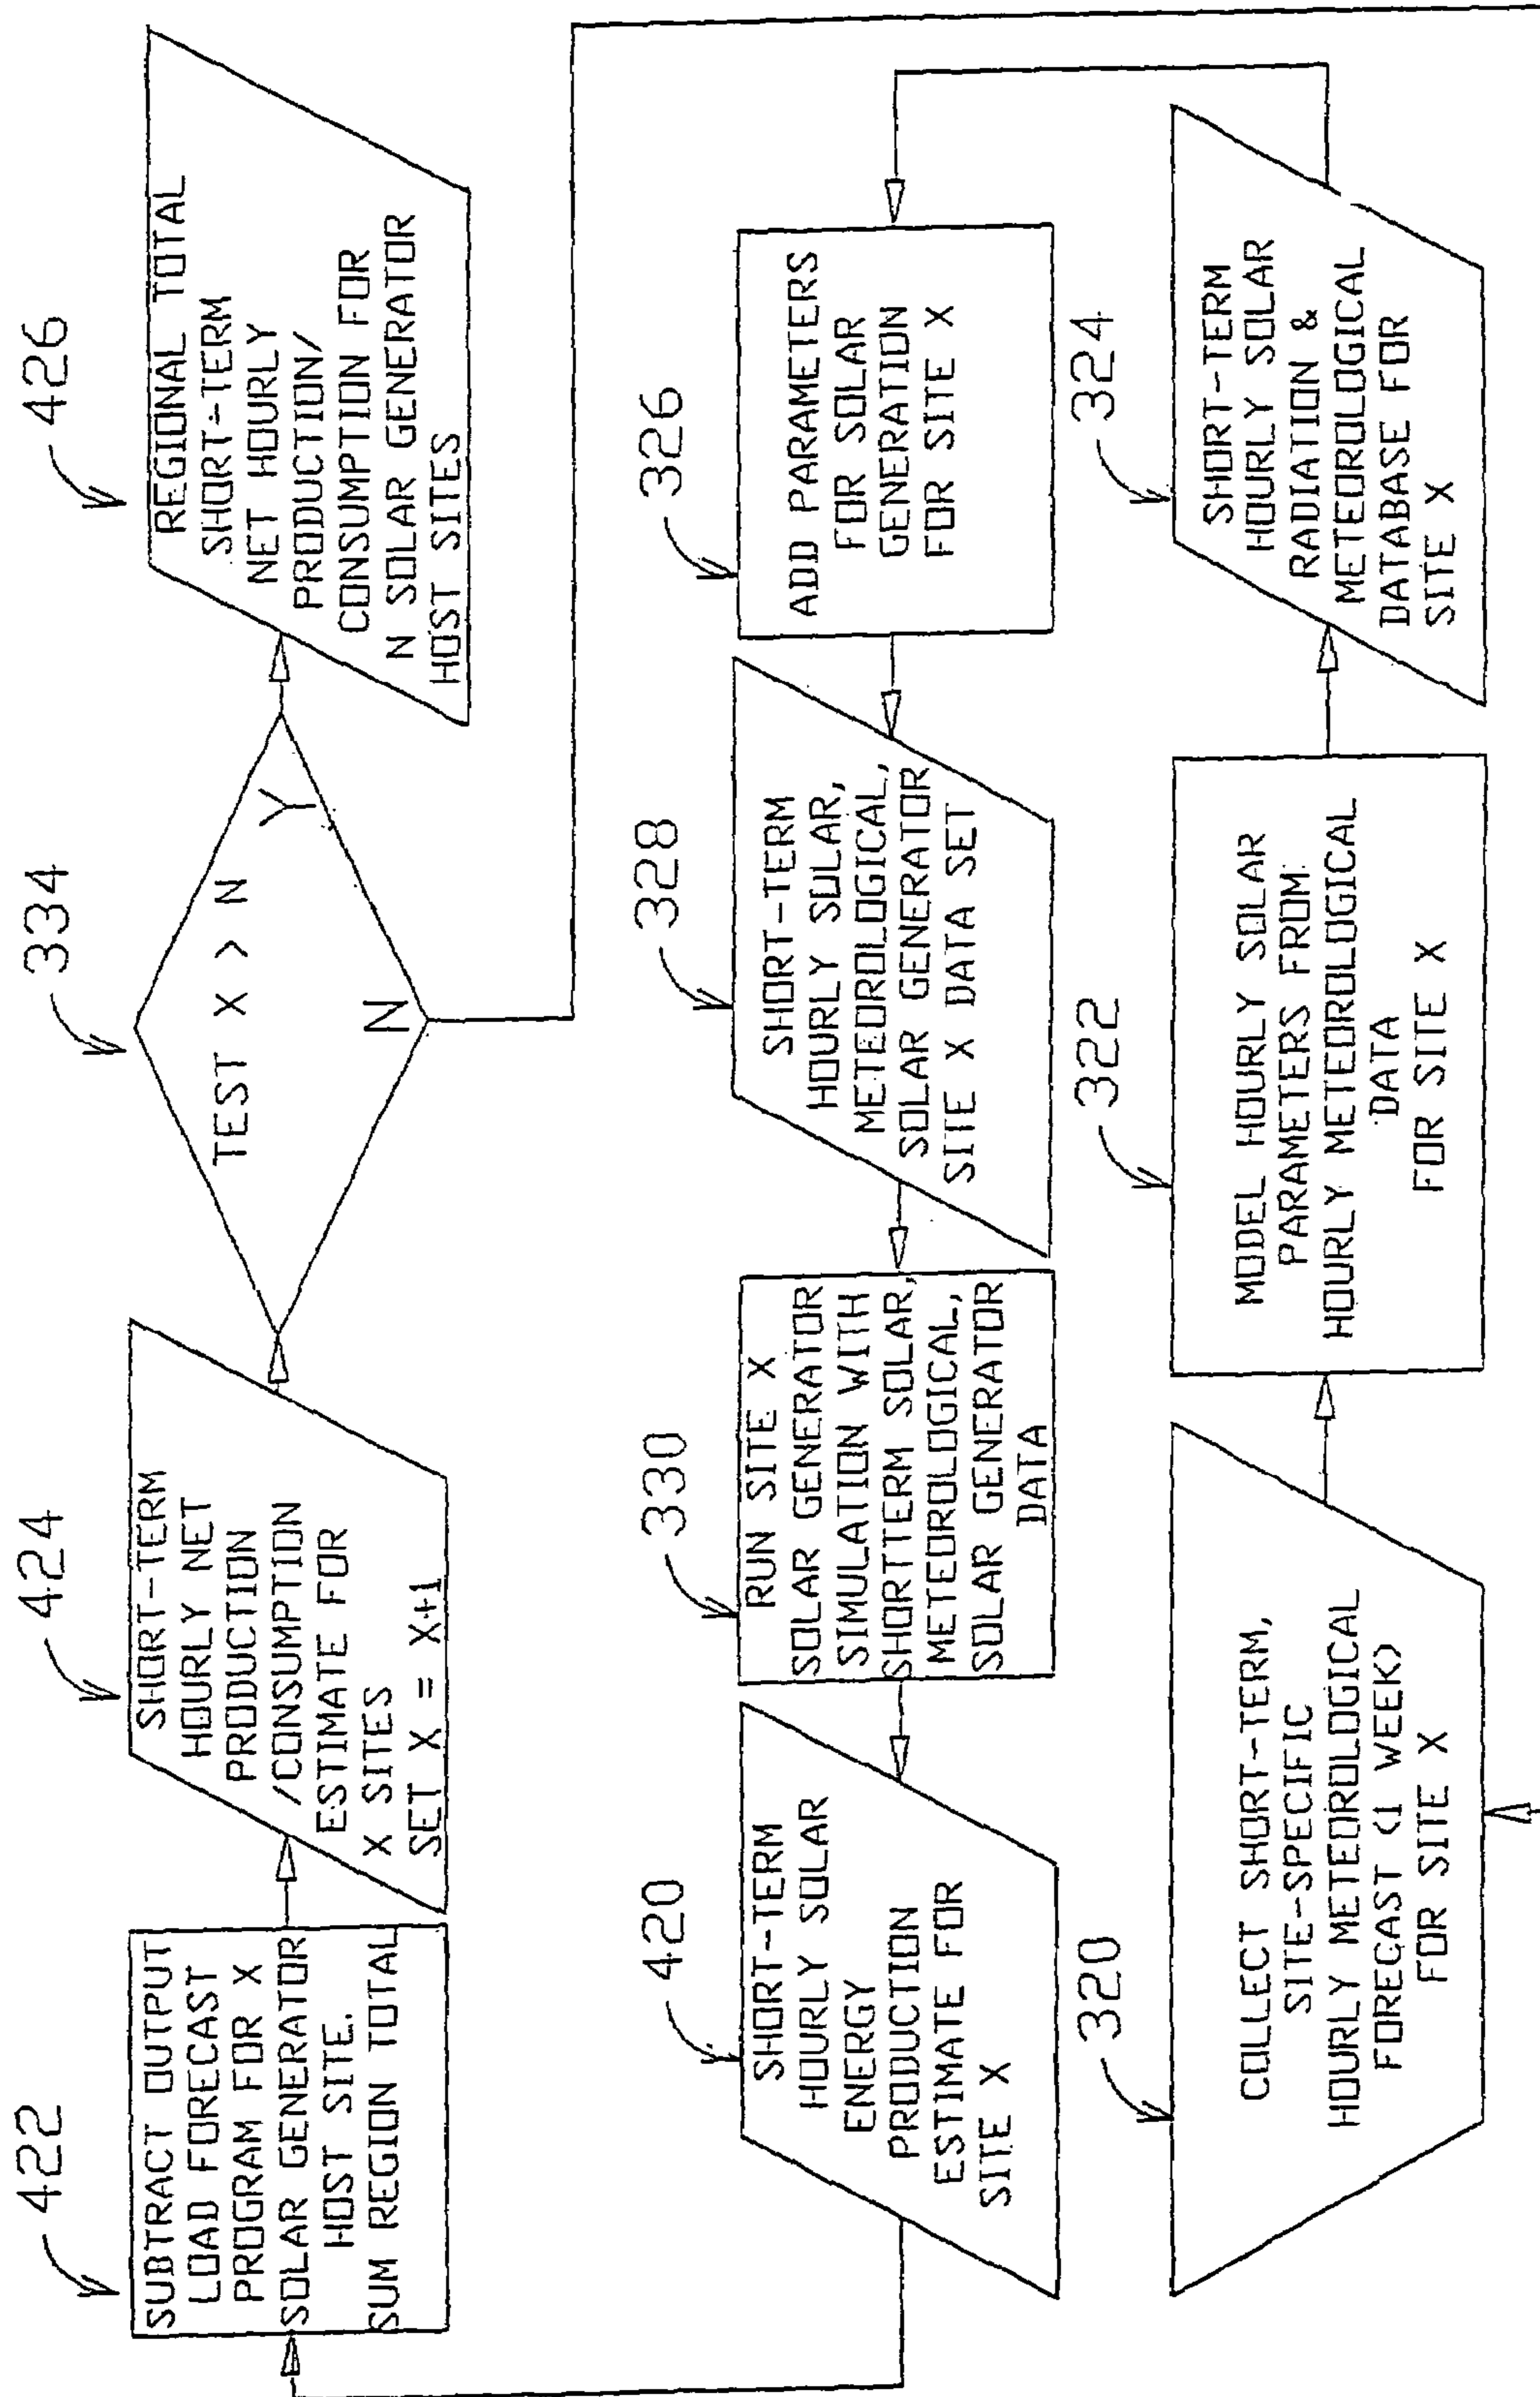 422
SUBTRACT OUTPUT
LOAD FORECAST
PROGRAM FOR X
SOLAR GENERATOR
HOST SITE.
SUM REGION TOTAL
424
SHORT-TERM
HOURLY NET
PRODUCTION
/CONSUMPTION
ESTIMATE FOR
X SITES
SET X = X+1
334
TEST X > N
Y
N
426
REGIONAL TOTAL
SHORT-TERM
NET HOURLY
PRODUCTION/
CONSUMPTION FOR
N SOLAR GENERATOR
HOST SITES
420
SHORT-TERM
HOURLY SOLAR
ENERGY
PRODUCTION
ESTIMATE FOR
SITE X
330
RUN SITE X
SOLAR GENERATOR
SIMULATION WITH
SHORTTERM SOLAR,
METEOROLOGICAL,
SOLAR GENERATOR
DATA
328
SHORT-TERM
HOURLY SOLAR,
METEOROLOGICAL,
SOLAR GENERATOR
SITE X DATA SET
326
ADD PARAMETERS
FOR SOLAR
GENERATION
FOR SITE X
320
COLLECT SHORT-TERM,
SITE-SPECIFIC
HOURLY METEOROLOGICAL
FORECAST (1 WEEK)
FOR SITE X
322
MODEL HOURLY SOLAR
PARAMETERS FROM
HOURLY METEOROLOGICAL
DATA
FOR SITE X
324
SHORT-TERM
HOURLY SOLAR
RADIATION &
METEOROLOGICAL
DATABASE FOR
SITE X